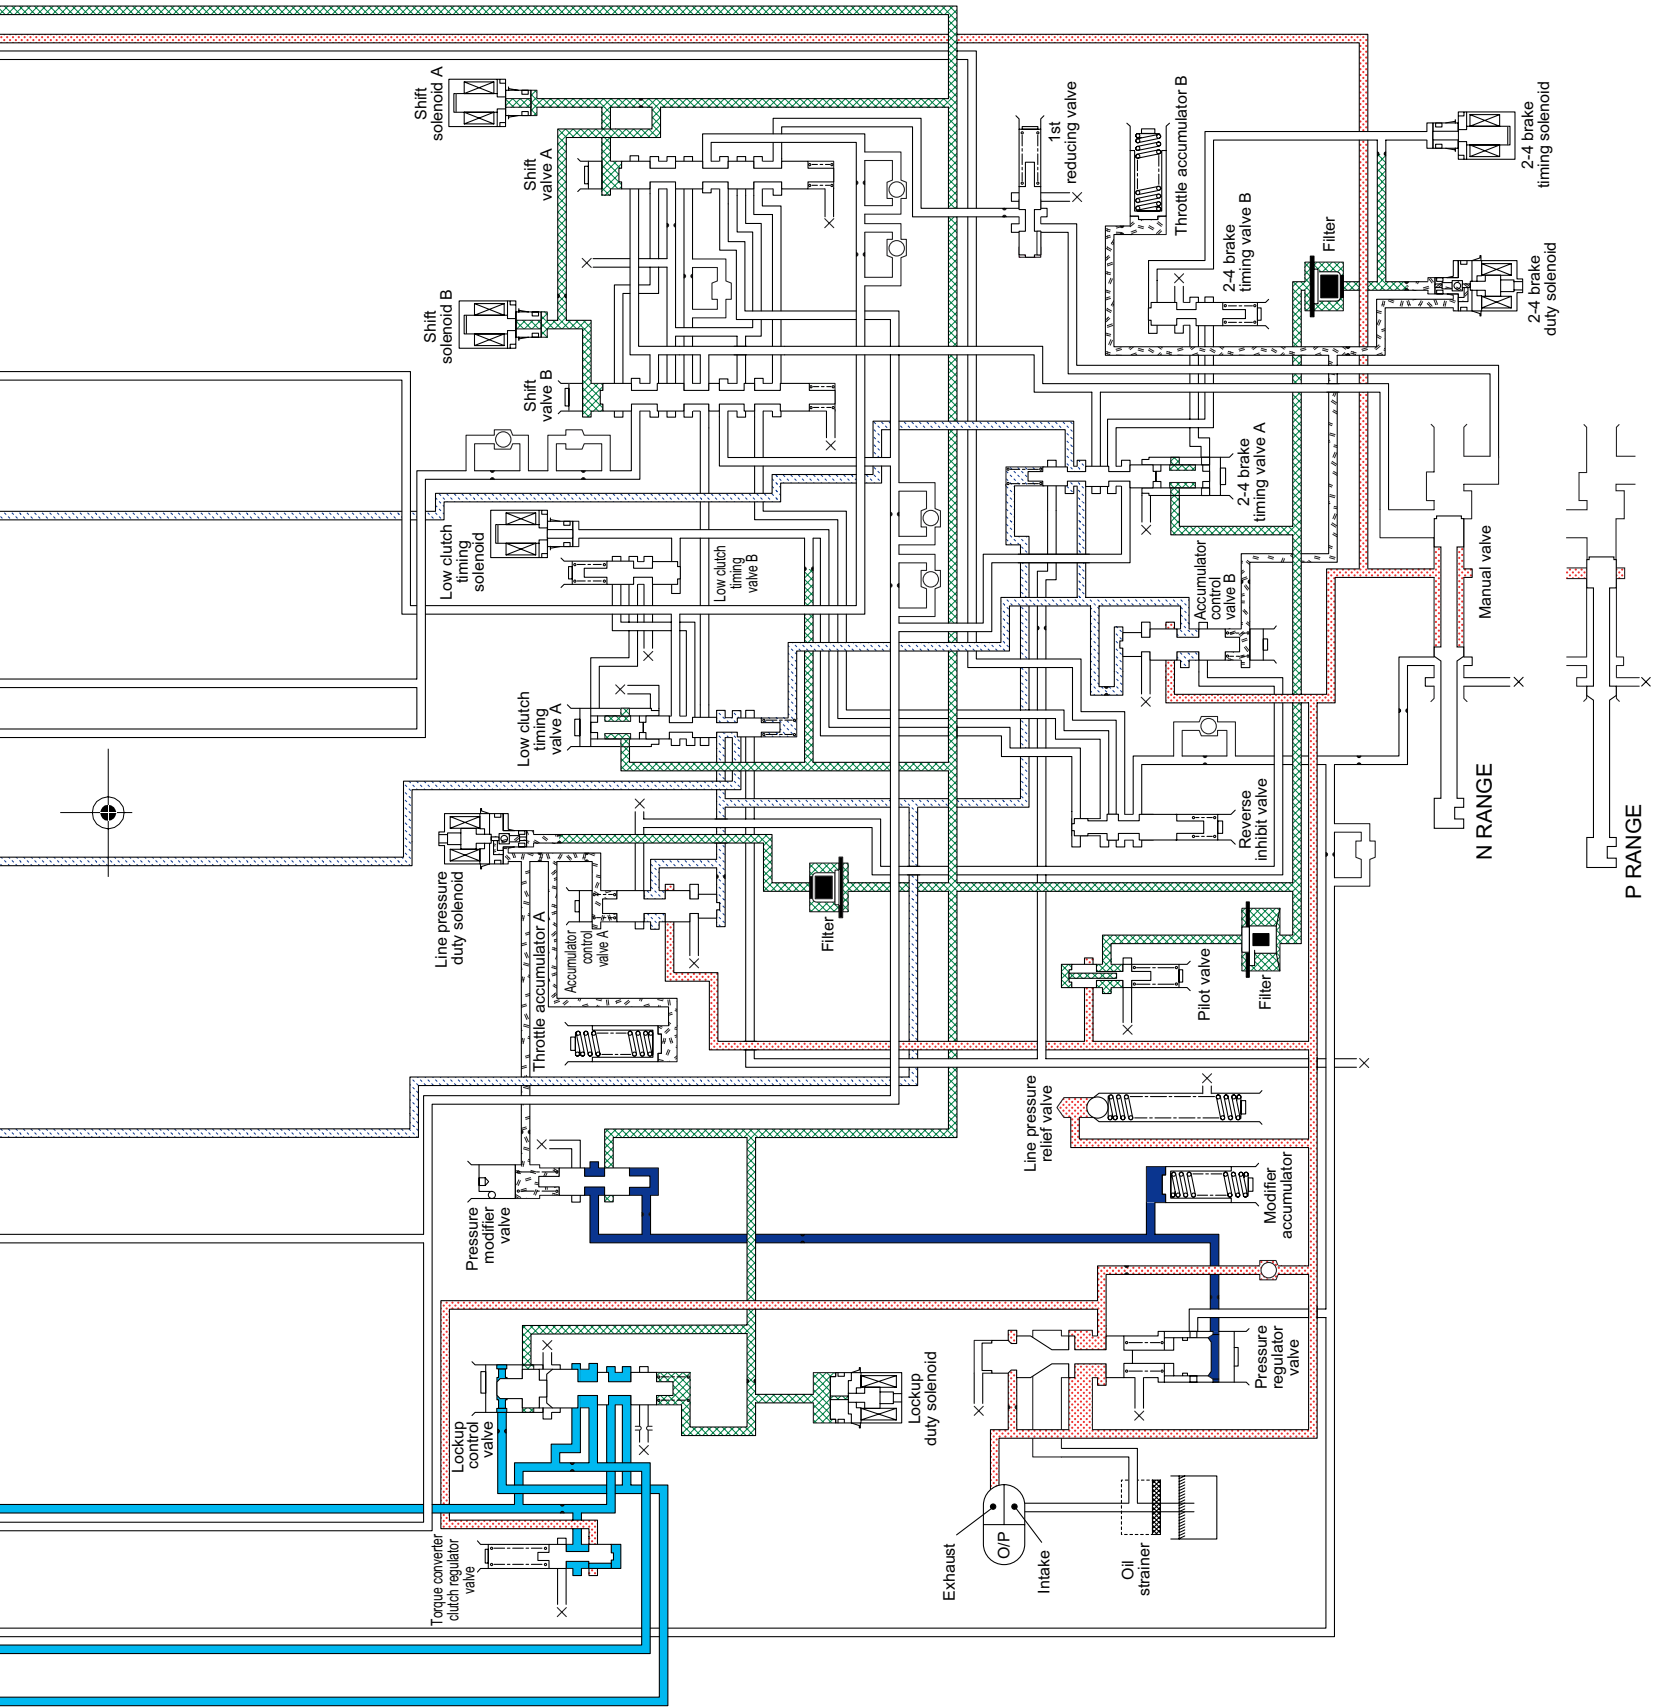 Shift
solenoid A
Shift
valve A
Shift
solenoid B
Shift
valve B
1st
reducing valve
Throttle accumulator B
2-4 brake
timing solenoid
2-4 brake
timing valve B
Filter
2-4 brake
duty solenoid
Low clutch
timing
solenoid
Low clutch
timing
valve B
2-4 brake
timing valve A
Accumulator
control
valve B
Manual valve
Low clutch
timing
valve A
Reverse
inhibit valve
N RANGE
P RANGE
Line pressure
duty solenoid
Throttle accumulator A
Accumulator
control
valve A
Filter
Pilot valve
Filter
Line pressure
relief valve
Pressure
modifier
valve
Modifier
accumulator
Lockup
control
valve
Lockup
duty solenoid
Pressure
regulator
valve
Torque converter
clutch regulator
valve
Exhaust
O/P
Intake
Oil
strainer